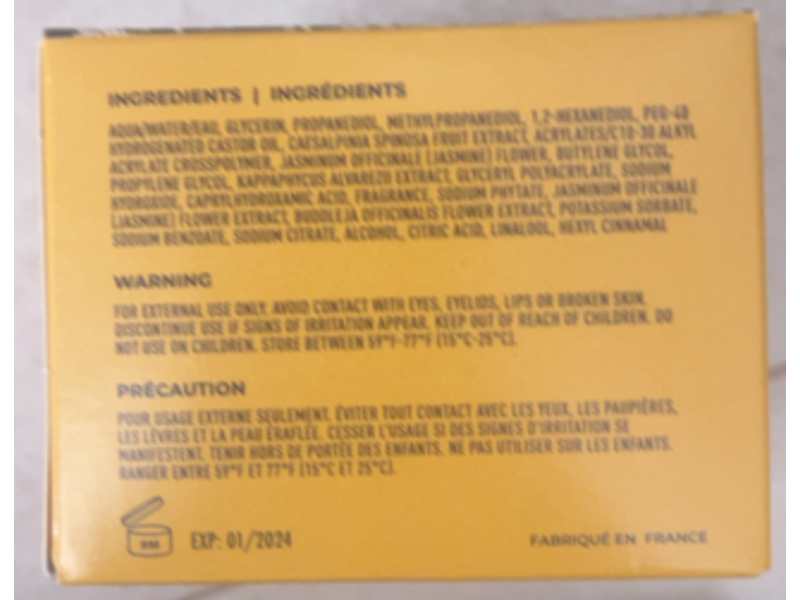 INGREDIENTS | INGRÉDIENTS
AQUA/WATER/EAU, GLYCERIN, PROPANEDIOL, METHYLPROPANEDIOL, 1,2-HEXANEDIOL, PEG-40
HYDROGENATED CASTOR OIL, CAESALPINIA SPINOSA FRUIT EXTRACT, ACRYLATES/C10-30 ALKYL
ACRYLATE CROSSPOLYMER, JASMINUM OFFICINALE (JASMINE) FLOWER, BUTYLENE GLYCOL,
PROPYLENE GLYCOL, KAPPAPHYCUS ALVAREZII EXTRACT, GLYCERYL POLYACRYLATE, SODIUM
HYDROXIDE, CAPRYLHYDROXAMIC ACID, FRAGRANCE, SODIUM PHYTATE, JASMINUM OFFICINALE
(JASMINE) FLOWER EXTRACT, BUDDLEJA OFFICINALIS FLOWER EXTRACT, POTASSIUM SORBATE,
SODIUM BENZOATE, SODIUM CITRATE, ALCOHOL, CITRIC ACID, LINALOOL, HEXYL CINNAMAL
WARNING
FOR EXTERNAL USE ONLY. AVOID CONTACT WITH EYES, EYELIDS, LIPS OR BROKEN SKIN.
DISCONTINUE USE IF SIGNS OF IRRITATION APPEAR. KEEP OUT OF REACH OF CHILDREN. DO
NOT USE ON CHILDREN. STORE BETWEEN 59°F-77°F (15°C-25°C).
PRÉCAUTION
POUR USAGE EXTERNE SEULEMENT. ÉVITER TOUT CONTACT AVEC LES YEUX, LES PAUPIÈRES,
LES LÈVRES ET LA PEAU ÉRAFLÉE. CESSER L'USAGE SI DES SIGNES D'IRRITATION SE
MANIFESTENT. TENIR HORS DE PORTÉE DES ENFANTS. NE PAS UTILISER SUR LES ENFANTS.
RANGER ENTRE 59°F ET 77°F (15°C ET 25°C).
EXP: 01/2024
FABRIQUÉ EN FRANCE